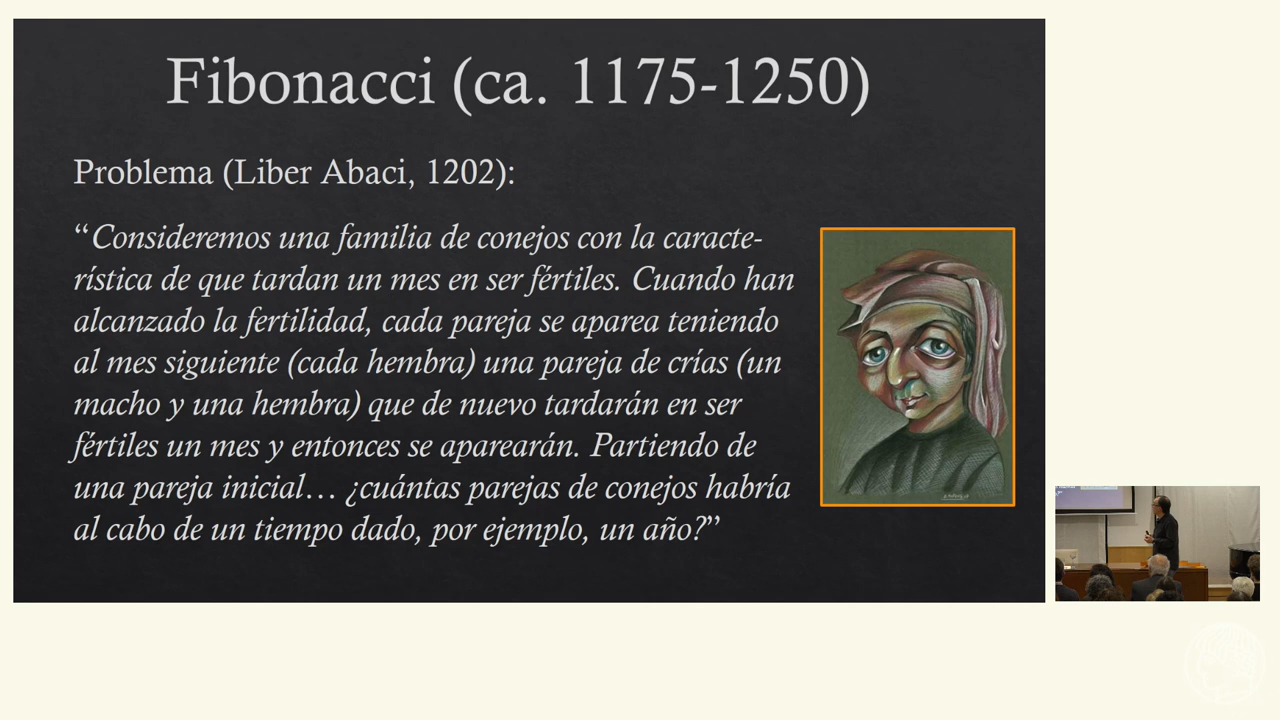 Fibonacci (ca. 1175-1250)
Problema (Liber Abaci, 1202):
“Consideremos una familia de conejos con la caracte-
rística de que tardan un mes en ser fértiles. Cuando han
alcanzado la fertilidad, cada pareja se aparea teniendo
al mes siguiente (cada hembra) una pareja de crías (un
macho y una hembra) que de nuevo tardarán en ser
fértiles un mes y entonces se aparearán. Partiendo de
una pareja inicial… ¿cuántas parejas de conejos habría
al cabo de un tiempo dado, por ejemplo, un año?”